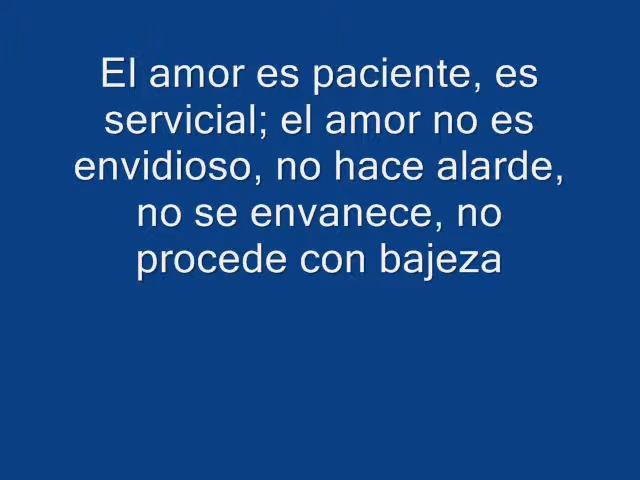 El amor es paciente, es
servicial; el amor no es
envidioso, no hace alarde,
no se envanece, no
procede con bajeza